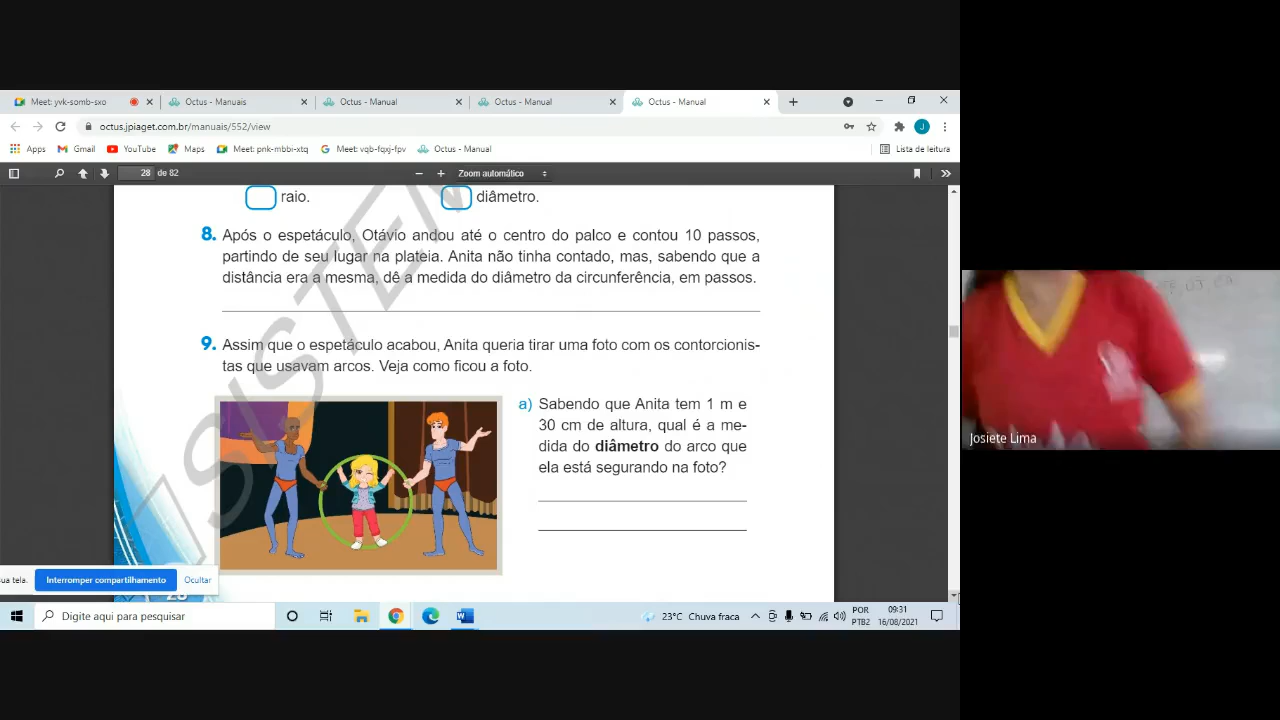 Meet: yvk-somb-sxo
Octus - Manuais
Octus - Manual
Octus - Manual
Octus - Manual
octus.jpiaget.com.br/manuais/552/view
Apps
Gmail
YouTube
Maps
Meet: pnk-mbbi-xtq
Meet: vqb-fqxj-fpv
Octus - Manual
Lista de leitura
28 de 82
Zoom automático
raio.
diâmetro.
8. Após o espetáculo, Otávio andou até o centro do palco e contou 10 passos,
partindo de seu lugar na plateia. Anita não tinha contado, mas, sabendo que a
distância era a mesma, dê a medida do diâmetro da circunferência, em passos.
9. Assim que o espetáculo acabou, Anita queria tirar uma foto com os contorcionis-
tas que usavam arcos. Veja como ficou a foto.
a) Sabendo que Anita tem 1 m e
30 cm de altura, qual é a me-
dida do diâmetro do arco que
ela está segurando na foto?
SISTEM
Josiete Lima
sua tela.
Interromper compartilhamento
Ocultar
Digite aqui para pesquisar
23°C Chuva fraca
POR
PTB2
09:31
16/08/2021